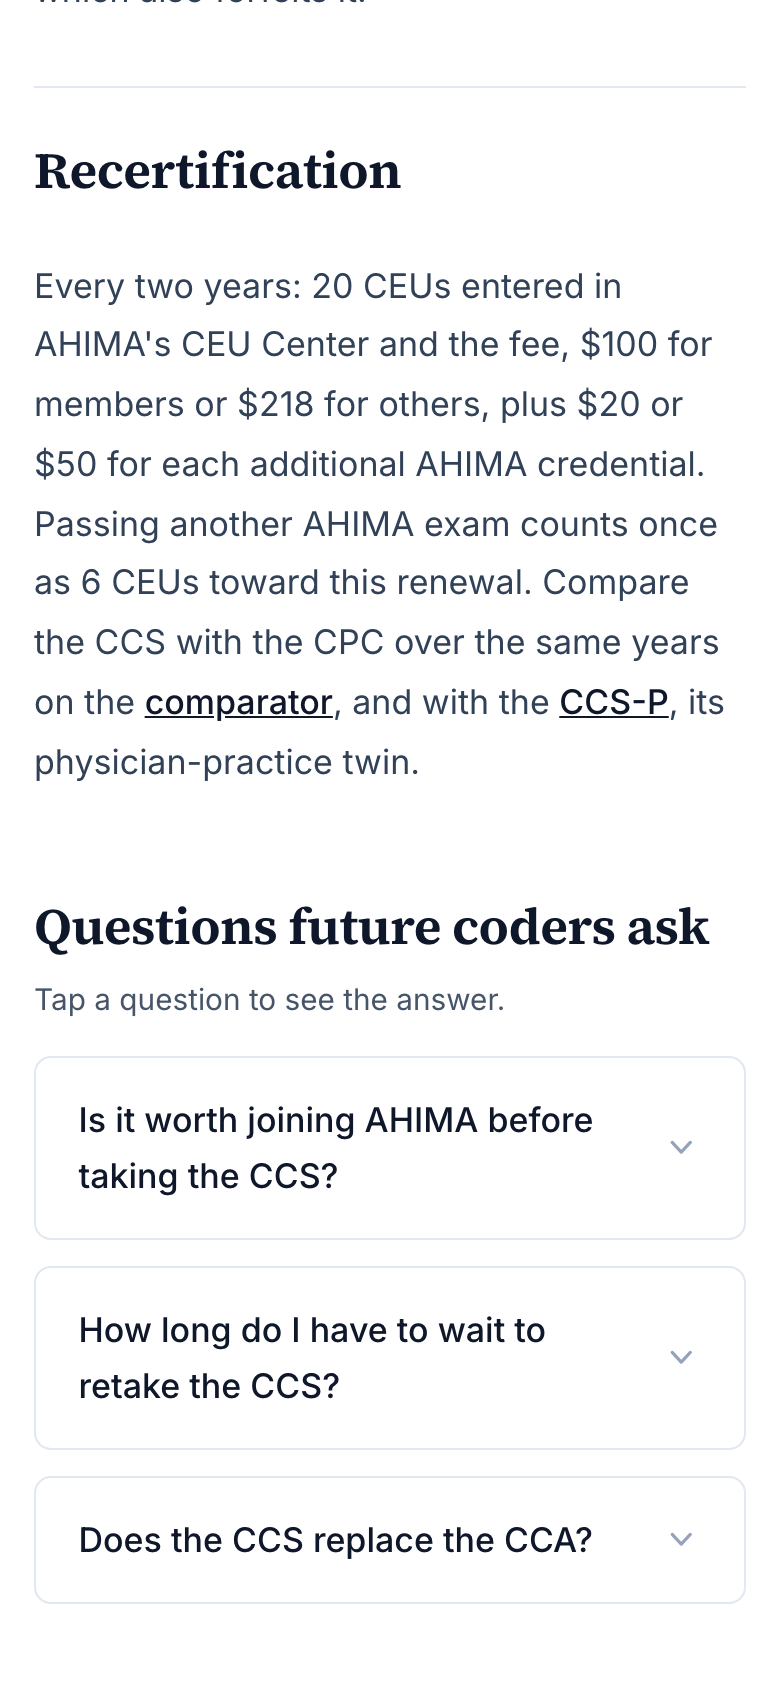 which also forfeits it.
Recertification
Every two years: 20 CEUs entered in
AHIMA's CEU Center and the fee, $100 for
members or $218 for others, plus $20 or
$50 for each additional AHIMA credential.
Passing another AHIMA exam counts once
as 6 CEUs toward this renewal. Compare
the CCS with the CPC over the same years
on the comparator, and with the CCS-P, its
physician-practice twin.
Questions future coders ask
Tap a question to see the answer.
Is it worth joining AHIMA before
taking the CCS?
How long do I have to wait to
retake the CCS?
Does the CCS replace the CCA?